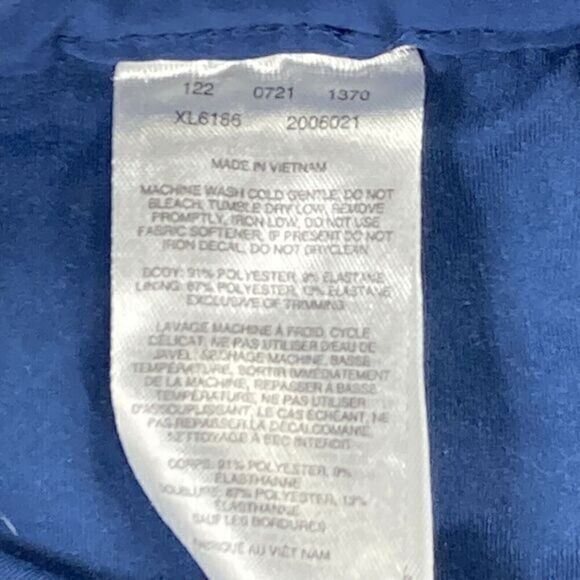 122 0721 1370
XL6166 2006021
MADE IN VIETNAM
MACHINE WASH COLD GENTLE, DO NOT
BLEACH, TUMBLE DRY LOW, REMOVE
PROMPTLY, IRON LOW, DO NOT USE
FABRIC SOFTENER, IF PRESENT DO NOT
IRON DECAL, DO NOT DRYCLEAN
BODY: 91% POLYESTER, 9% ELASTANE
LINING: 87% POLYESTER, 13% ELASTANE
EXCLUSIVE OF TRIMMING
LAVAGE MACHINE À FROID, CYCLE
DÉLICAT, NE PAS UTILISER D'EAU DE
JAVEL, SÉCHAGE MACHINE, BASSE
TEMPÉRATURE, SORTIR IMMÉDIATEMENT
DE LA MACHINE, REPASSER À BASSE
TEMPÉRATURE, NE PAS UTILISER
D'ASSOUPLISSANT, LE CAS ÉCHÉANT, NE
PAS REPASSER LA DÉCALCOMANIE,
NETTOYAGE À SEC INTERDIT
CORPS: 91% POLYESTER, 9%
ÉLASTHANNE
DOUBLURE: 87% POLYESTER, 13%
ÉLASTHANNE
SAUF LES BORDURES
FABRIQUÉ AU VIÊT NAM